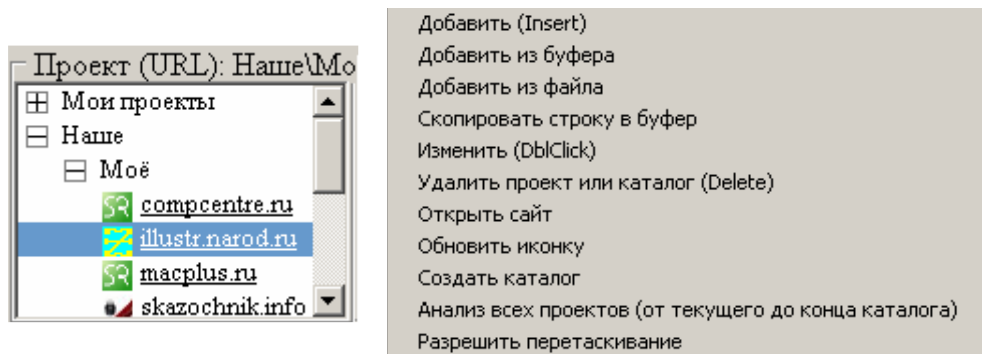 Проект (URL): Наше\Мо
Мои проекты
Наше
Моё
compcentre.ru
illustr.narod.ru
macplus.ru
skazochnik.info
Добавить (Insert)
Добавить из буфера
Добавить из файла
Скопировать строку в буфер
Изменить (DblClick)
Удалить проект или каталог (Delete)
Открыть сайт
Обновить иконку
Создать каталог
Анализ всех проектов (от текущего до конца каталога)
Разрешить перетаскивание